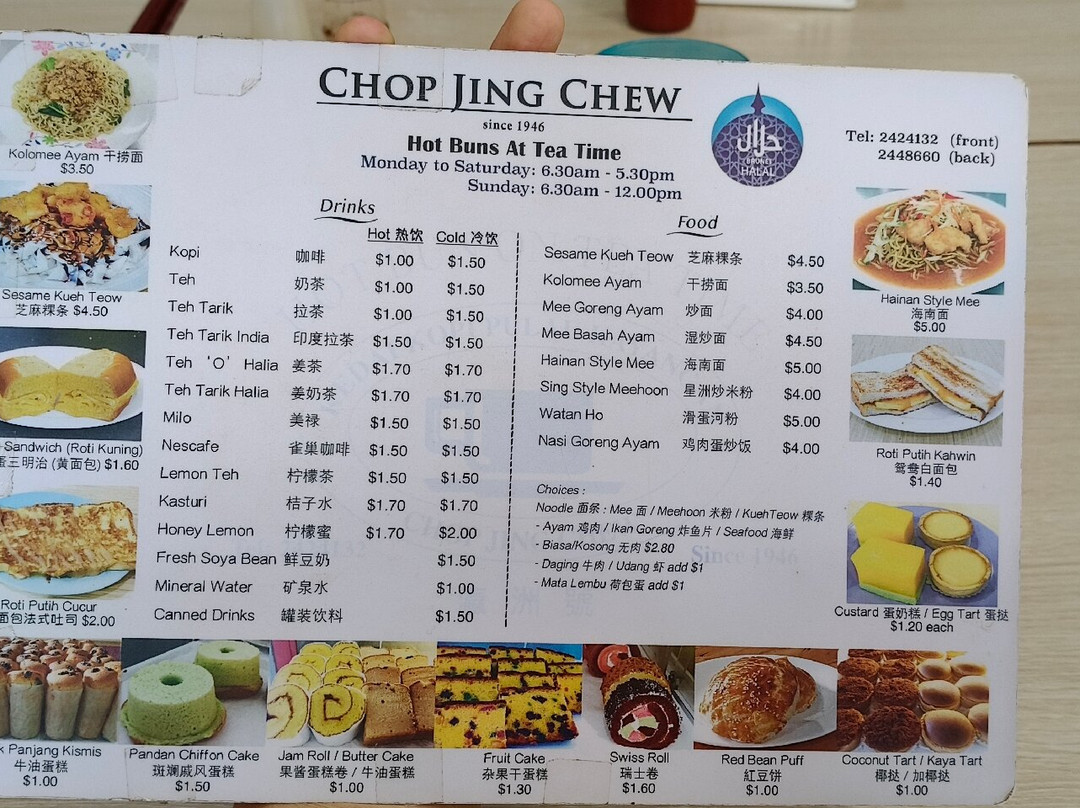 CHOP JING CHEW
since 1946
Hot Buns At Tea Time
Monday to Saturday: 6.30am - 5.30pm
Sunday: 6.30am - 12.00pm
حلال
BRUNEI
HALAL
Tel: 2424132 (front)
2448660 (back)
Kolomee Ayam 干捞面
$3.50
Sesame Kueh Teow
芝麻粿条 $4.50
Sandwich (Roti Kuning)
蛋三明治 (黄面包) $1.60
Roti Putih Cucur
面包法式吐司 $2.00
Drinks
Hot 热饮 Cold 冷饮
Kopi 咖啡 $1.00 $1.50
Teh 奶茶 $1.00 $1.50
Teh Tarik 拉茶 $1.00 $1.50
Teh Tarik India 印度拉茶 $1.50 $1.50
Teh 'O' Halia 姜茶 $1.70 $1.70
Teh Tarik Halia 姜奶茶 $1.70 $1.70
Milo 美禄 $1.50 $1.50
Nescafe 雀巢咖啡 $1.50 $1.50
Lemon Teh 柠檬茶 $1.50 $1.50
Kasturi 桔子水 $1.70 $1.70
Honey Lemon 柠檬蜜 $1.70 $2.00
Fresh Soya Bean 鲜豆奶 $1.50
Mineral Water 矿泉水 $1.00
Canned Drinks 罐装饮料 $1.50
Food
Sesame Kueh Teow 芝麻粿条 $4.50
Kolomee Ayam 干捞面 $3.50
Mee Goreng Ayam 炒面 $4.00
Mee Basah Ayam 湿炒面 $4.50
Hainan Style Mee 海南面 $5.00
Sing Style Meehoon 星洲炒米粉 $4.00
Watan Ho 滑蛋河粉 $5.00
Nasi Goreng Ayam 鸡肉蛋炒饭 $4.00
Choices :
Noodle 面条 : Mee 面 / Meehoon 米粉 / KuehTeow 粿条
- Ayam 鸡肉 / Ikan Goreng 炸鱼片 / Seafood 海鲜
- Biasa/Kosong 无肉 $2.80
- Daging 牛肉 / Udang 虾 add $1
- Mata Lembu 荷包蛋 add $1
Since 1946
Hainan Style Mee
海南面
$5.00
Roti Putih Kahwin
鸳鸯白面包
$1.40
Custard 蛋奶糕 / Egg Tart 蛋挞
$1.20 each
k Panjang Kismis
牛油蛋糕
$1.00
Pandan Chiffon Cake
斑斓戚风蛋糕
$1.50
Jam Roll / Butter Cake
果酱蛋糕卷 / 牛油蛋糕
$1.00
Fruit Cake
杂果干蛋糕
$1.30
Swiss Roll
瑞士卷
$1.60
Red Bean Puff
紅豆饼
$1.00
Coconut Tart / Kaya Tart
椰挞 / 加椰挞
$1.00